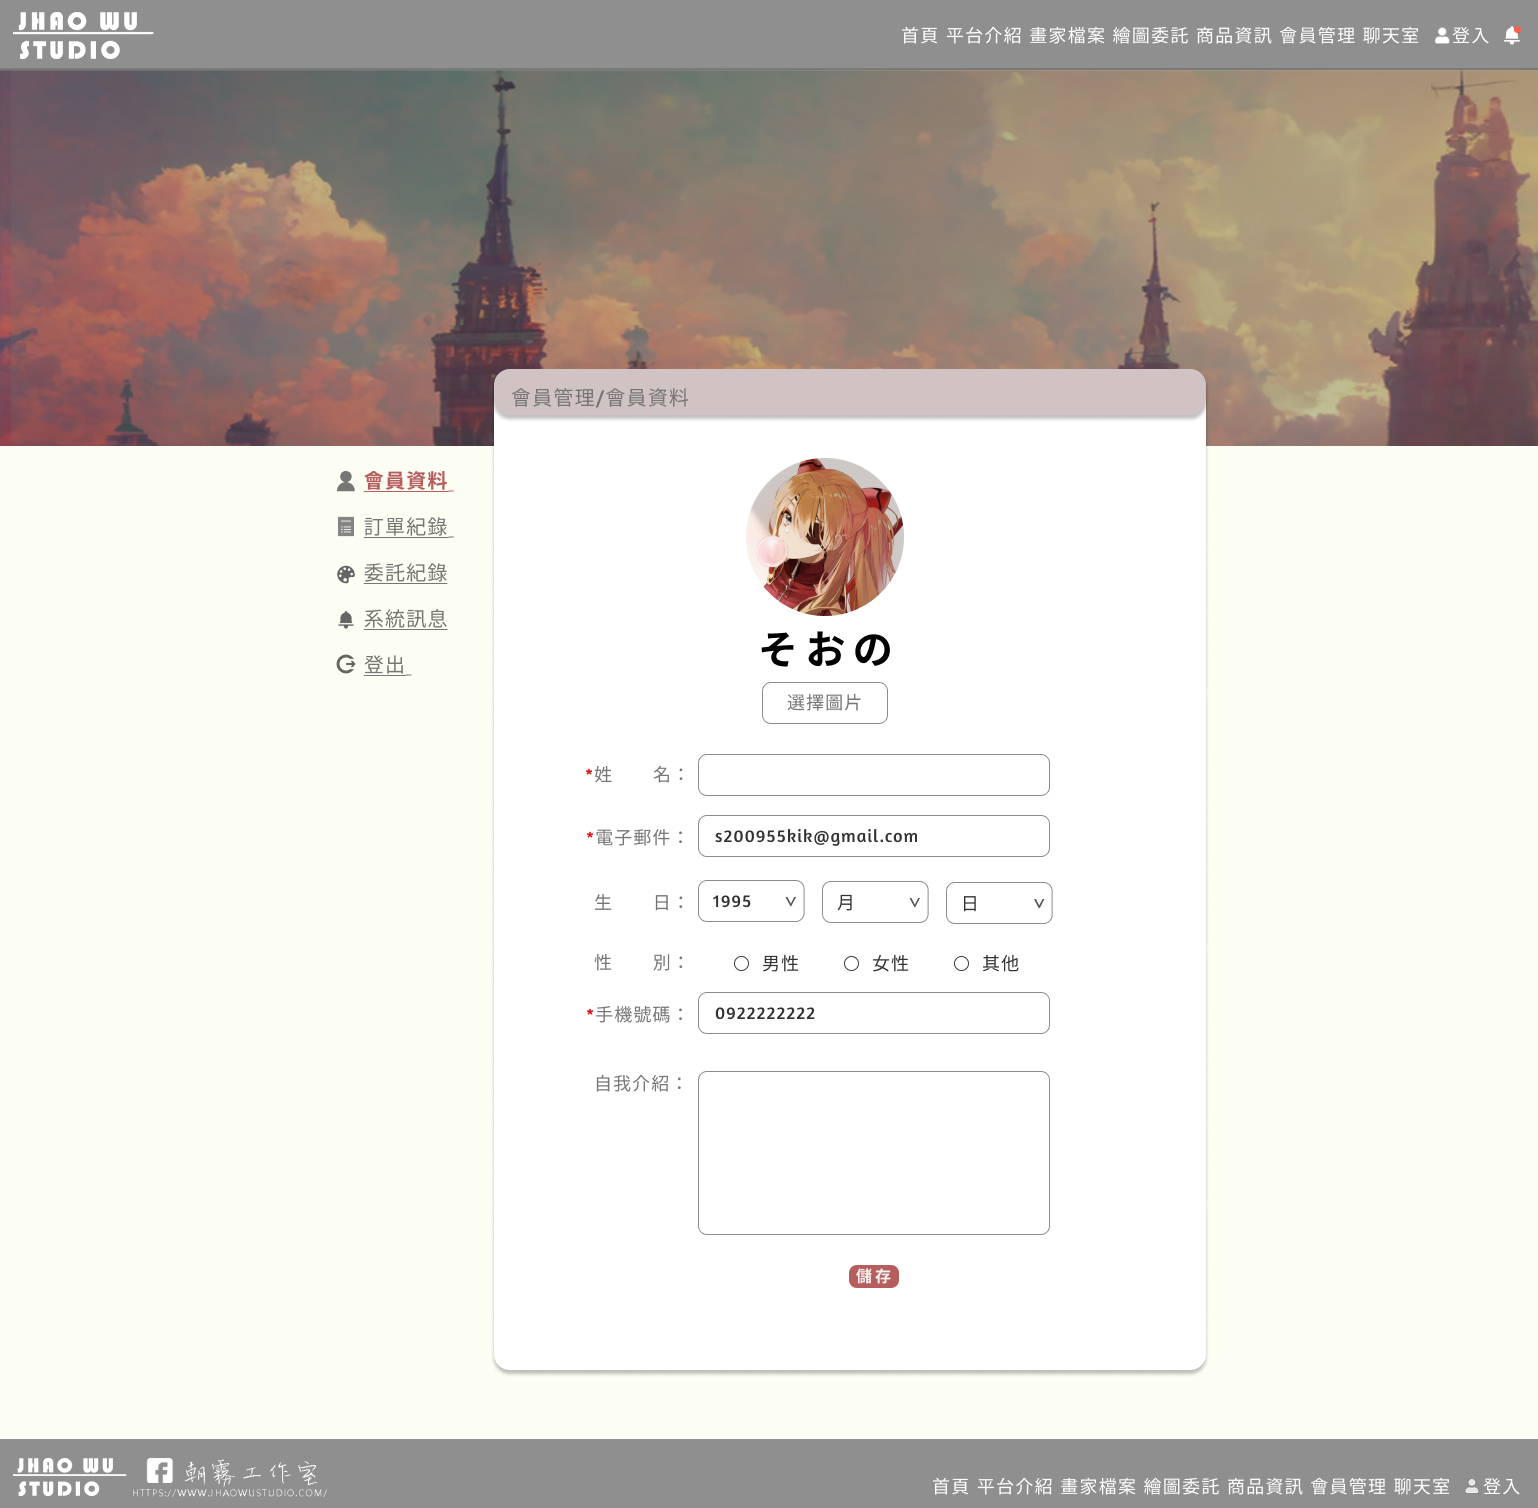 JHAO WU
STUDIO
首頁 平台介紹 畫家檔案 繪圖委託 商品資訊 會員管理 聊天室 登入
會員管理/會員資料
會員資料
訂單紀錄
委託紀錄
系統訊息
登出
そおの
選擇圖片
*姓 名：
*電子郵件： s200955kik@gmail.com
生 日： 1995 月 日
性 別： 男性 女性 其他
*手機號碼： 0922222222
自我介紹：
儲存
JHAO WU
STUDIO
朝霧工作室
HTTPS://WWW.JHAOWUSTUDIO.COM/
首頁 平台介紹 畫家檔案 繪圖委託 商品資訊 會員管理 聊天室 登入